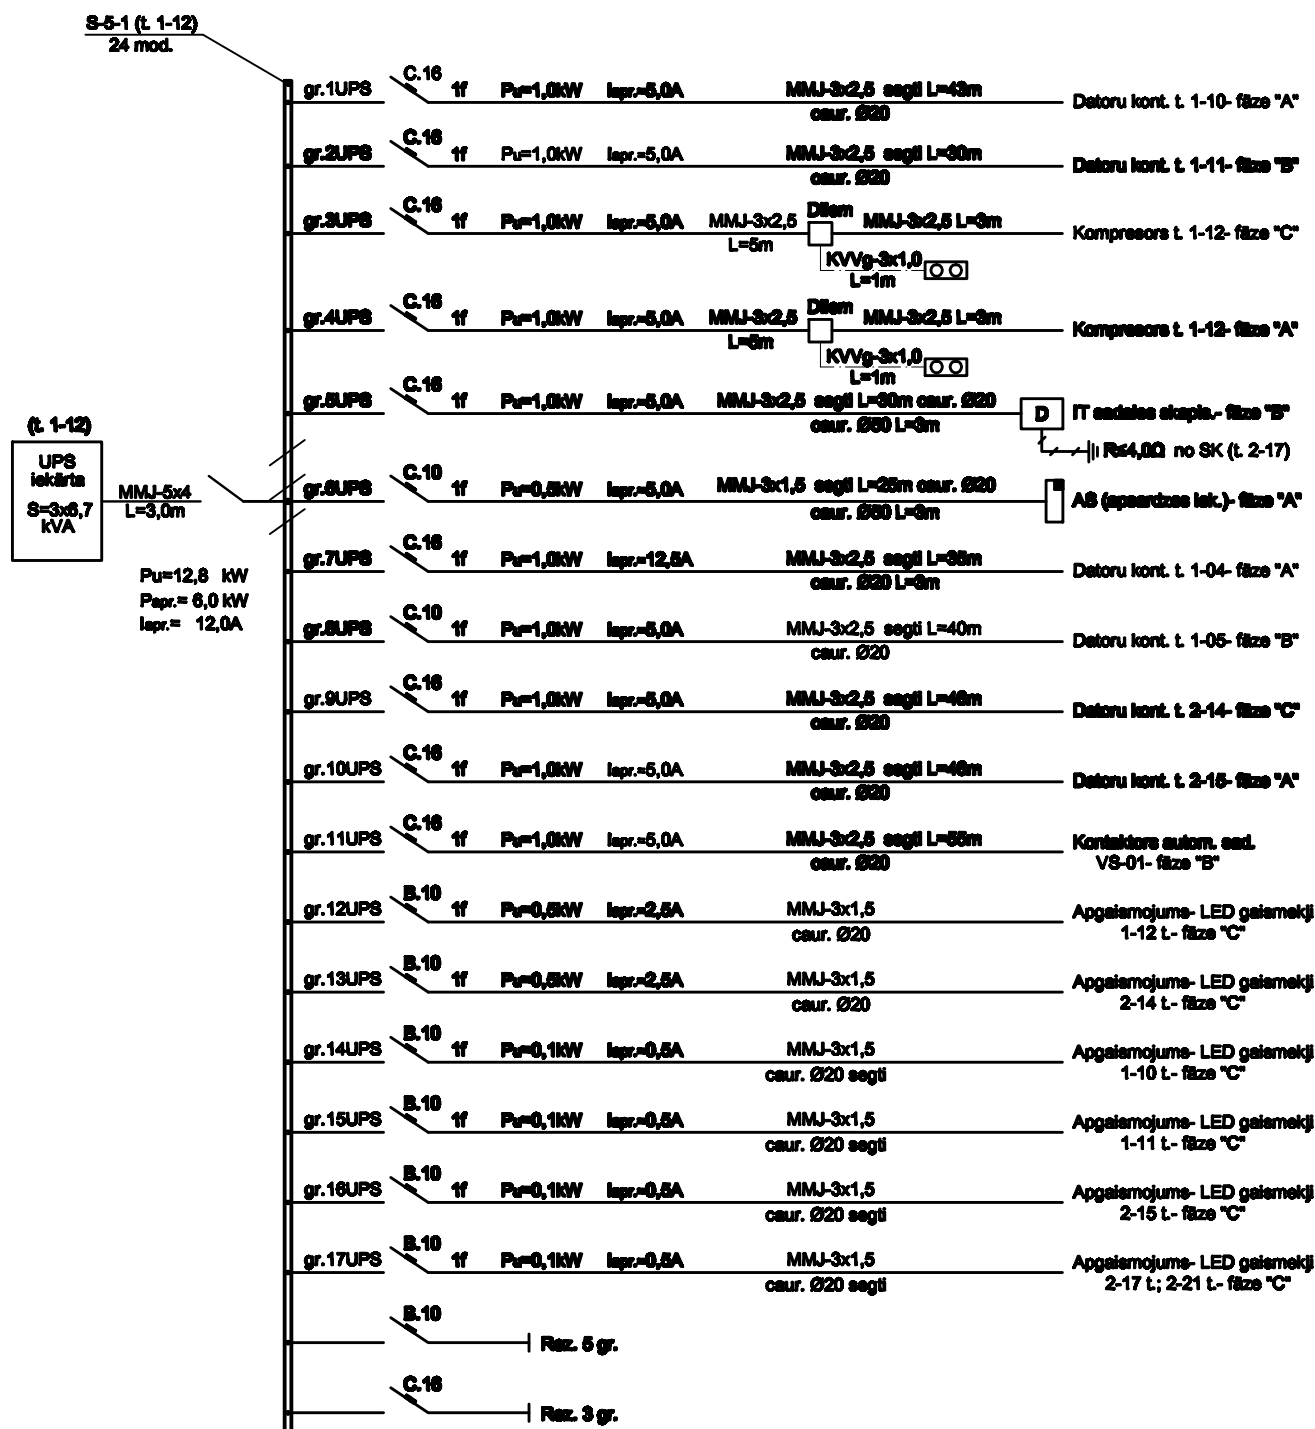 S-5-1 (t. 1-12)
24 mod.
gr.1UPS C.16 1f Pu=1,0kW Iapr.=5,0A MMJ-3x2,5 segti L=43m
caur. Ø20
Datoru kont. t. 1-10- fāze "A"
gr.2UPS C.16 1f Pu=1,0kW Iapr.=5,0A MMJ-3x2,5 segti L=30m
caur. Ø20
Datoru kont. t. 1-11- fāze "B"
gr.3UPS C.16 1f Pu=1,0kW Iapr.=5,0A MMJ-3x2,5
L=5m
Dilem
MMJ-3x2,5 L=3m
KVVg-3x1,0
L=1m
Kompresors t. 1-12- fāze "C"
gr.4UPS C.16 1f Pu=1,0kW Iapr.=5,0A MMJ-3x2,5
L=5m
Dilem
MMJ-3x2,5 L=3m
KVVg-3x1,0
L=1m
Kompresors t. 1-12- fāze "A"
gr.5UPS C.16 1f Pu=1,0kW Iapr.=5,0A MMJ-3x2,5 segti L=30m caur. Ø20
caur. Ø50 L=3m
D
IT sadales skapis.- fāze "B"
R≤4,0Ω no SK (t. 2-17)
(t. 1-12)
UPS
iekārta
S=3x6,7
kVA
MMJ-5x4
L=3,0m
Pu=12,8 kW
Papr.= 6,0 kW
Iapr.= 12,0A
gr.6UPS C.10 1f Pu=0,5kW Iapr.=5,0A MMJ-3x1,5 segti L=25m caur. Ø20
caur. Ø50 L=3m
AS (apsardzes iek.)- fāze "A"
gr.7UPS C.16 1f Pu=1,0kW Iapr.=12,5A MMJ-3x2,5 segti L=35m
caur. Ø20 L=3m
Datoru kont. t. 1-04- fāze "A"
gr.8UPS C.10 1f Pu=1,0kW Iapr.=5,0A MMJ-3x2,5 segti L=40m
caur. Ø20
Datoru kont. t. 1-05- fāze "B"
gr.9UPS C.16 1f Pu=1,0kW Iapr.=5,0A MMJ-3x2,5 segti L=46m
caur. Ø20
Datoru kont. t. 2-14- fāze "C"
gr.10UPS C.16 1f Pu=1,0kW Iapr.=5,0A MMJ-3x2,5 segti L=46m
caur. Ø20
Datoru kont. t. 2-15- fāze "A"
gr.11UPS C.16 1f Pu=1,0kW Iapr.=5,0A MMJ-3x2,5 segti L=55m
caur. Ø20
Kontaktors autom. sad.
VS-01- fāze "B"
gr.12UPS B.10 1f Pu=0,5kW Iapr.=2,5A MMJ-3x1,5
caur. Ø20
Apgaismojums- LED gaismekļi
1-12 t.- fāze "C"
gr.13UPS B.10 1f Pu=0,5kW Iapr.=2,5A MMJ-3x1,5
caur. Ø20
Apgaismojums- LED gaismekļi
2-14 t.- fāze "C"
gr.14UPS B.10 1f Pu=0,1kW Iapr.=0,5A MMJ-3x1,5
caur. Ø20 segti
Apgaismojums- LED gaismekļi
1-10 t.- fāze "C"
gr.15UPS B.10 1f Pu=0,1kW Iapr.=0,5A MMJ-3x1,5
caur. Ø20 segti
Apgaismojums- LED gaismekļi
1-11 t.- fāze "C"
gr.16UPS B.10 1f Pu=0,1kW Iapr.=0,5A MMJ-3x1,5
caur. Ø20 segti
Apgaismojums- LED gaismekļi
2-15 t.- fāze "C"
gr.17UPS B.10 1f Pu=0,1kW Iapr.=0,5A MMJ-3x1,5
caur. Ø20 segti
Apgaismojums- LED gaismekļi
2-17 t.; 2-21 t.- fāze "C"
B.10
Rez. 5 gr.
C.16
Rez. 3 gr.